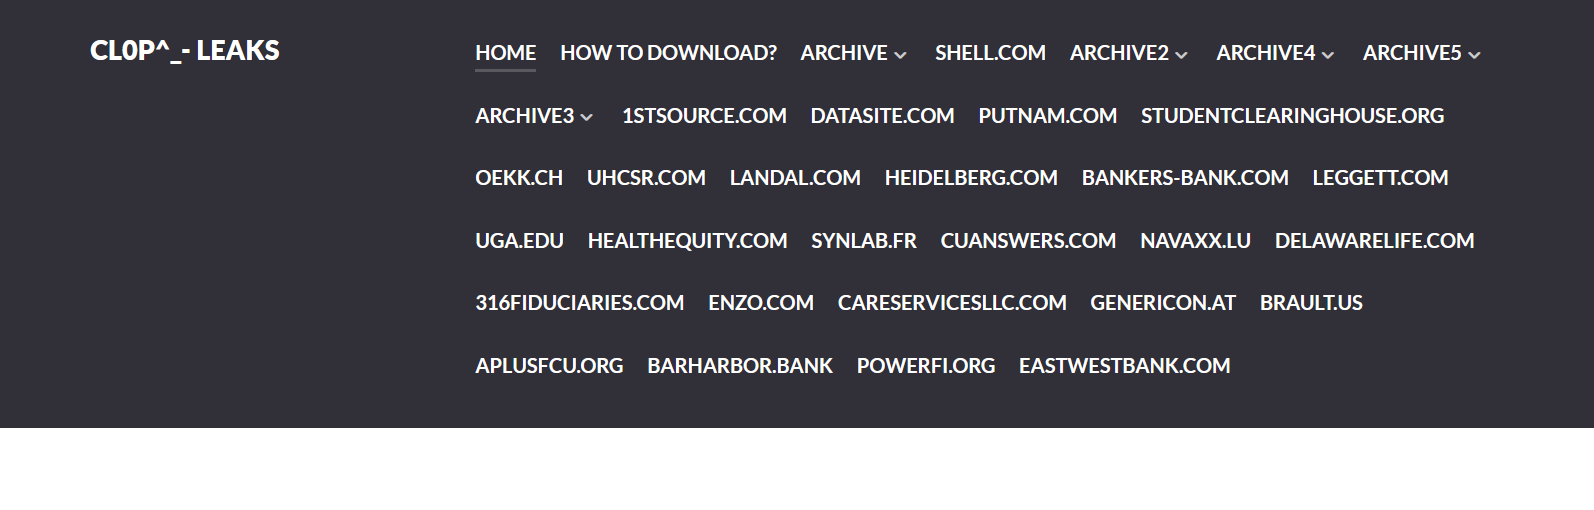 CL0P^_- LEAKS
HOME HOW TO DOWNLOAD? ARCHIVE SHELL.COM ARCHIVE2 ARCHIVE4 ARCHIVE5
ARCHIVE3 1STSOURCE.COM DATASITE.COM PUTNAM.COM STUDENTCLEARINGHOUSE.ORG
OEKK.CH UHCSR.COM LANDAL.COM HEIDELBERG.COM BANKERS-BANK.COM LEGGETT.COM
UGA.EDU HEALTHEQUITY.COM SYNLAB.FR CUANSWERS.COM NAVAXX.LU DELAWARELIFE.COM
316FIDUCIARIES.COM ENZO.COM CARESERVICESLLC.COM GENERICON.AT BRAULT.US
APLUSFCU.ORG BARHARBOR.BANK POWERFI.ORG EASTWESTBANK.COM